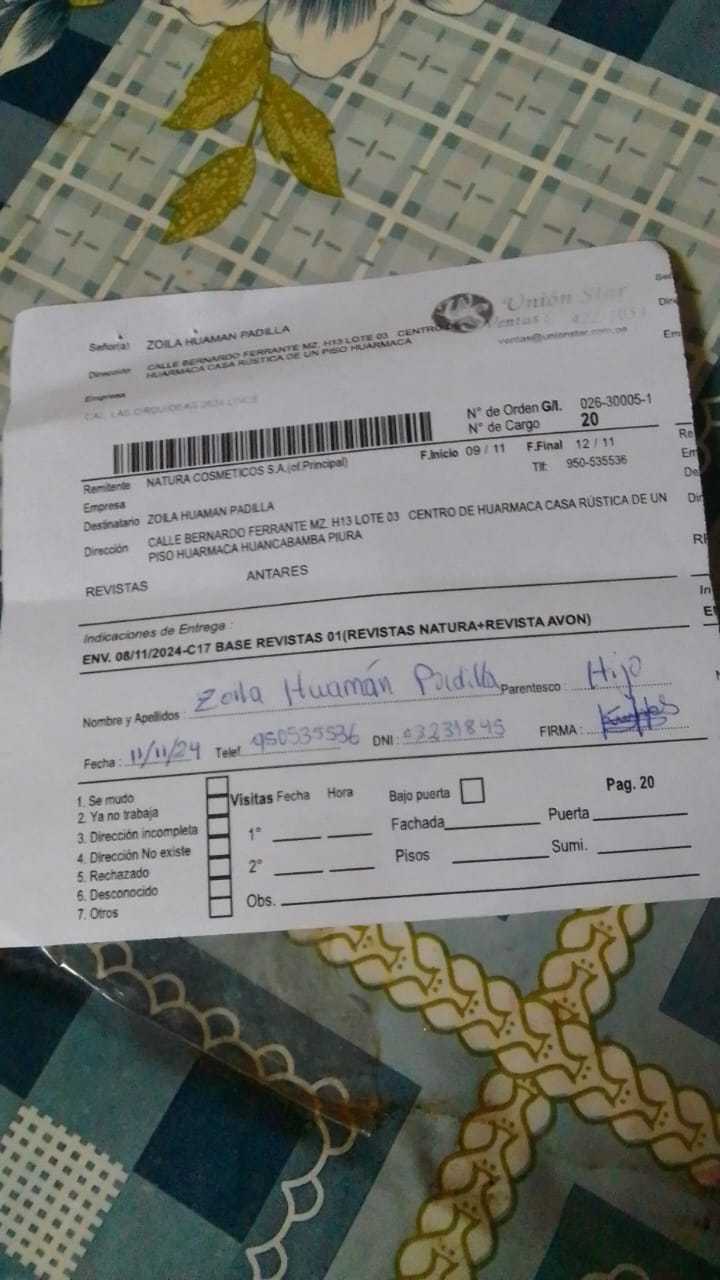 Unión Star
Ventas
ventas@unionstar.com.pe
Señor(a) ZOILA HUAMAN PADILLA
Dirección CALLE BERNARDO FERRANTE MZ. H13 LOTE 03 CENTRO
HUARMACA CASA RÚSTICA DE UN PISO HUARMACA
Empresa
N° de Orden G/I. 026-30005-1
N° de Cargo 20
Remitente NATURA COSMETICOS S.A.(of.Principal)
F.Inicio 09 / 11 F.Final 12 / 11
Empresa
Tlf: 950-535536
Destinatario ZOILA HUAMAN PADILLA
Dirección CALLE BERNARDO FERRANTE MZ. H13 LOTE 03 CENTRO DE HUARMACA CASA RÚSTICA DE UN
PISO HUARMACA HUANCABAMBA PIURA
REVISTAS ANTARES
Indicaciones de Entrega :
ENV. 08/11/2024-C17 BASE REVISTAS 01(REVISTAS NATURA+REVISTA AVON)
Nombre y Apellidos : Zoila Huamán Padilla Parentesco : Hijo
Fecha : 11/11/24 Telef. 950535536 DNI : 03231845 FIRMA :
1. Se mudo
2. Ya no trabaja
3. Dirección incompleta
4. Dirección No existe
5. Rechazado
6. Desconocido
7. Otros
Visitas Fecha Hora Bajo puerta Pag. 20
1° Fachada Puerta
2° Pisos Sumi.
Obs.